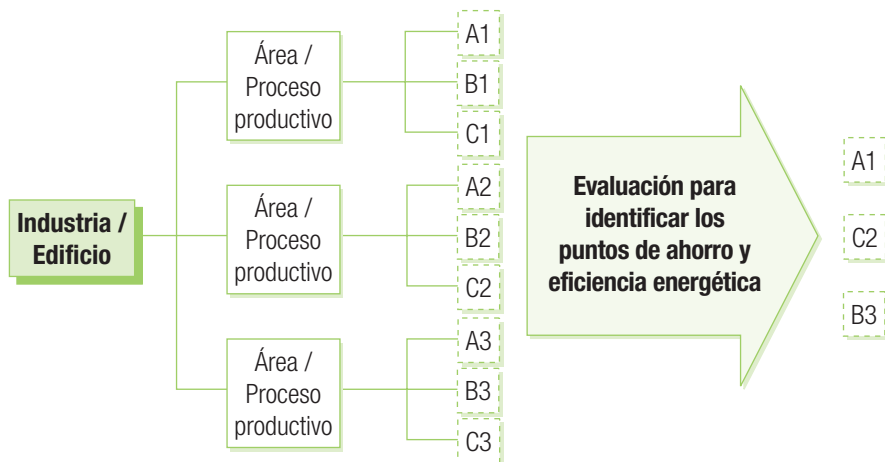 Industria /
Edificio
Área /
Proceso
productivo
A1
B1
C1
Área /
Proceso
productivo
A2
B2
C2
Área /
Proceso
productivo
A3
B3
C3
Evaluación para
identificar los
puntos de ahorro y
eficiencia energética
A1
C2
B3